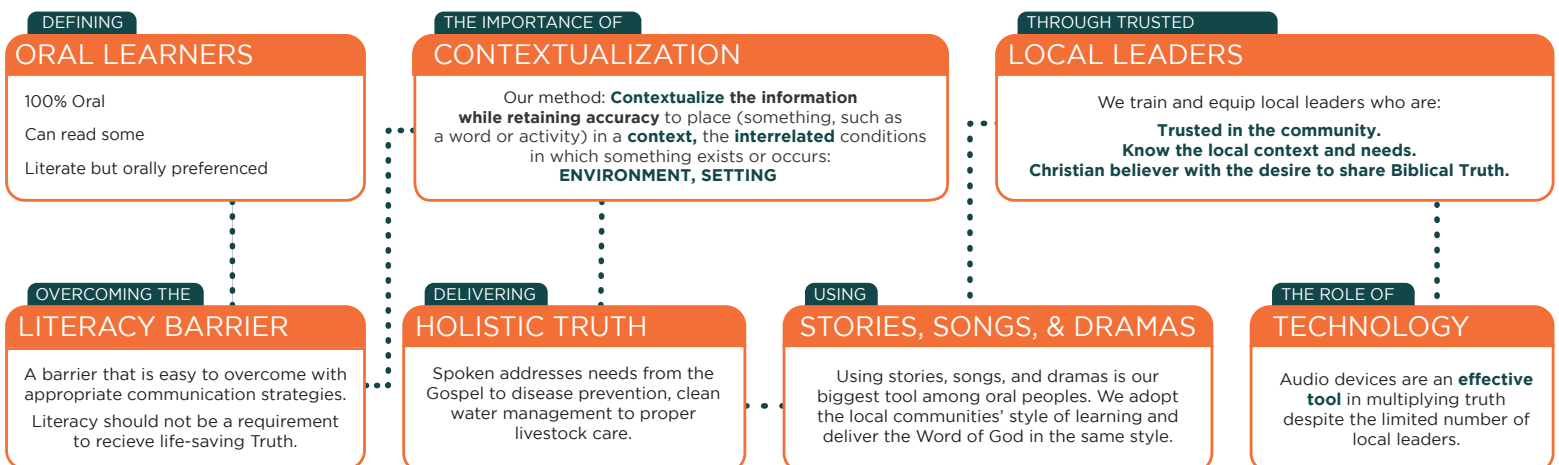 DEFINING
ORAL LEARNERS
100% Oral
Can read some
Literate but orally preferenced
OVERCOMING THE
LITERACY BARRIER
A barrier that is easy to overcome with
appropriate communication strategies.
Literacy should not be a requirement
to recieve life-saving Truth.
THE IMPORTANCE OF
CONTEXTUALIZATION
Our method: Contextualize the information
while retaining accuracy to place (something, such as
a word or activity) in a context, the interrelated conditions
in which something exists or occurs:
ENVIRONMENT, SETTING
DELIVERING
HOLISTIC TRUTH
Spoken addresses needs from the
Gospel to disease prevention, clean
water management to proper
livestock care.
USING
STORIES, SONGS, & DRAMAS
Using stories, songs, and dramas is our
biggest tool among oral peoples. We adopt
the local communities’ style of learning and
deliver the Word of God in the same style.
THROUGH TRUSTED
LOCAL LEADERS
We train and equip local leaders who are:
Trusted in the community.
Know the local context and needs.
Christian believer with the desire to share Biblical Truth.
THE ROLE OF
TECHNOLOGY
Audio devices are an effective
tool in multiplying truth
despite the limited number of
local leaders.